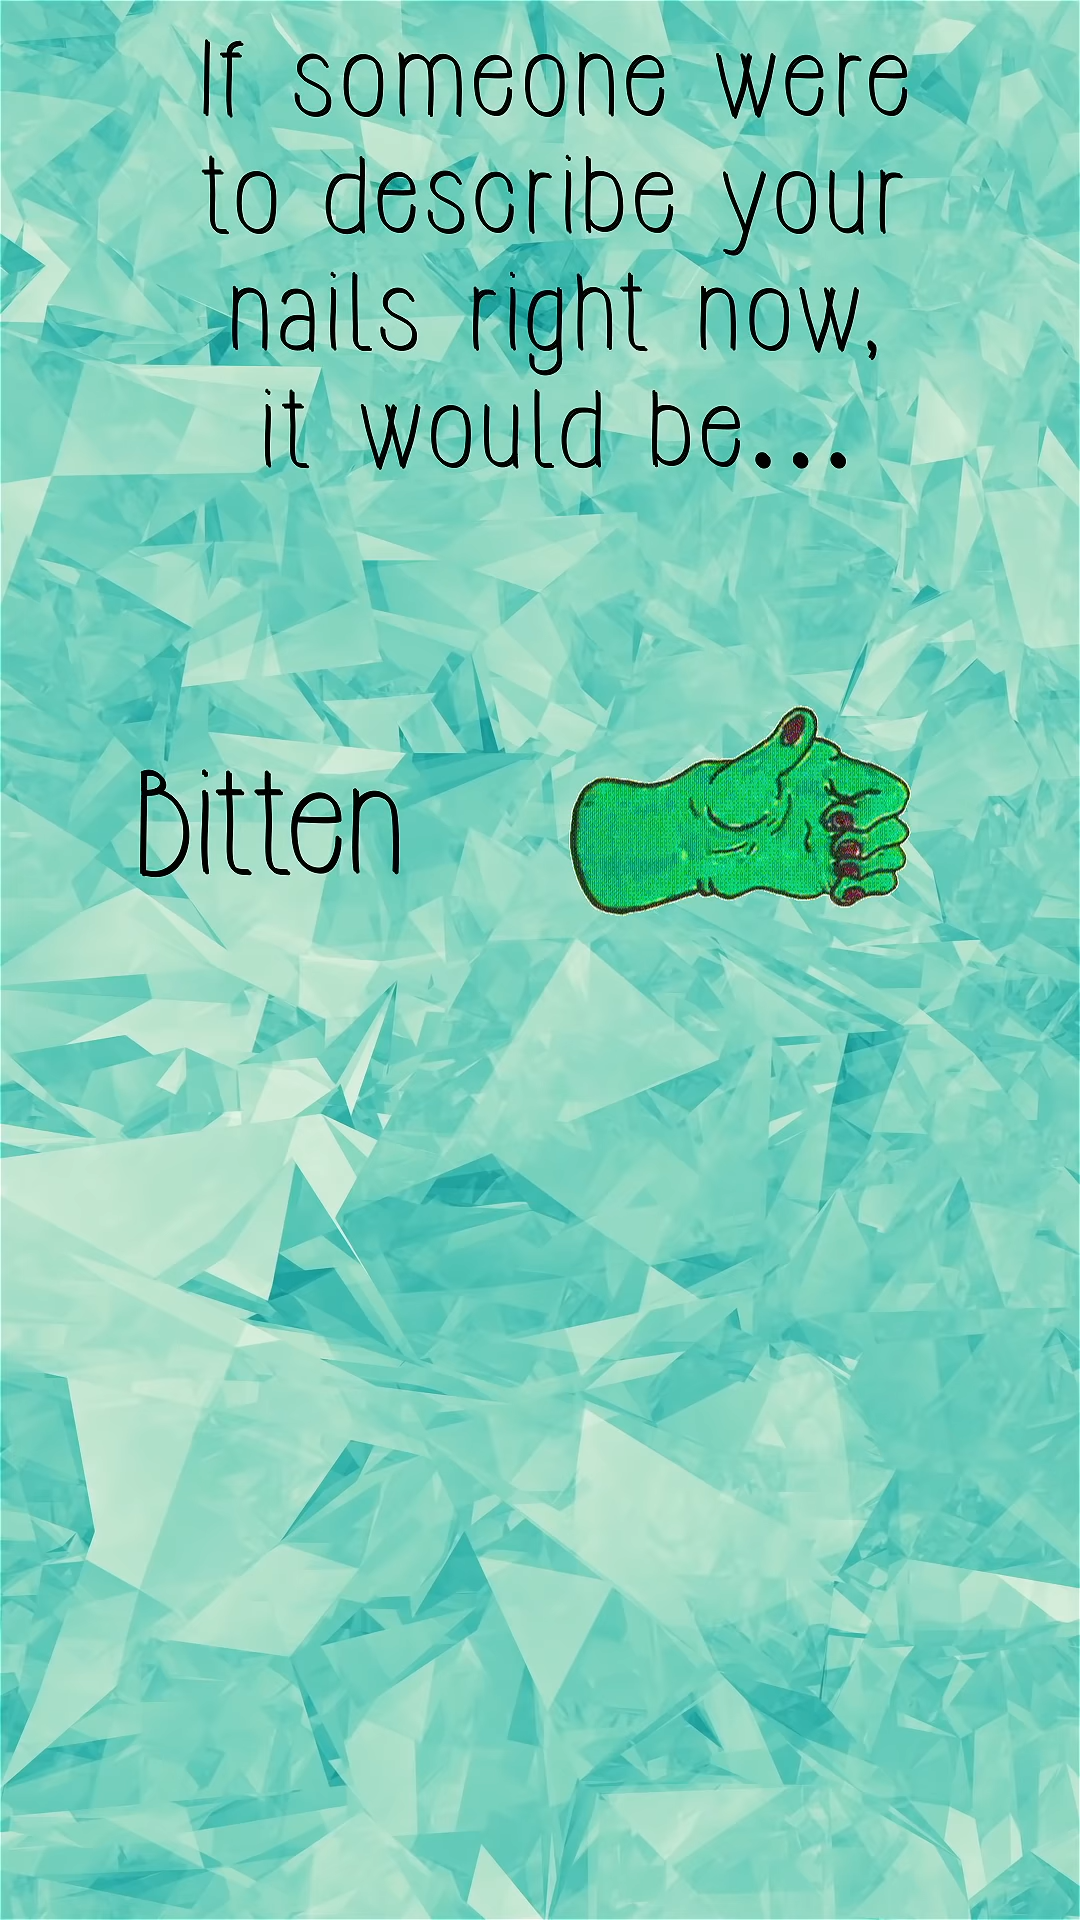 If someone were
to describe your
nails right now,
it would be...
Bitten